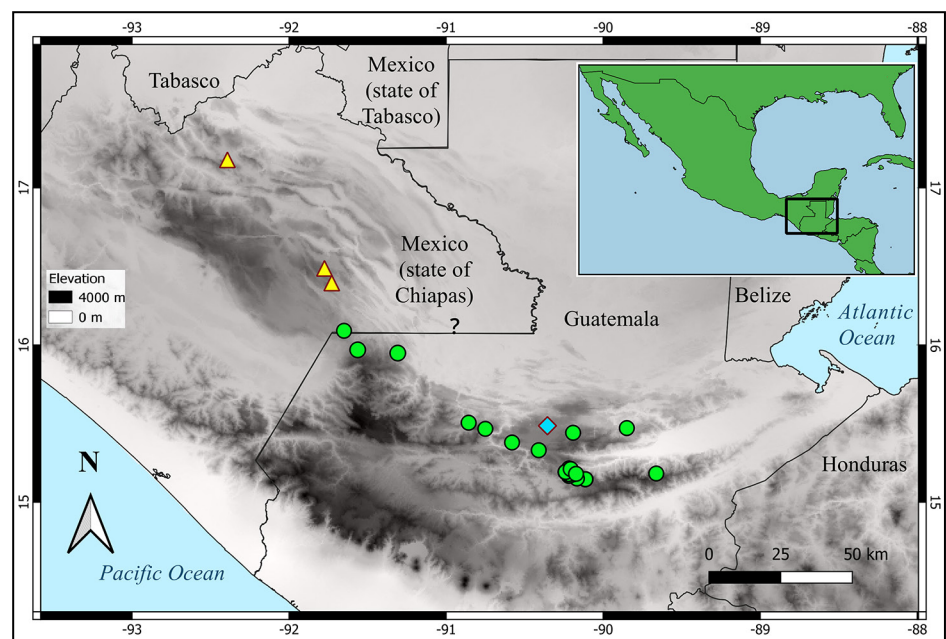 -93 -92 -91 -90 -89 -88
Tabasco
Mexico
(state of
Tabasco)
17 17
Mexico
(state of
Chiapas)
Elevation
4000 m
0 m
?
Guatemala
Belize
Atlantic
Ocean
16 16
N
Honduras
15 15
0 25 50 km
Pacific Ocean
-93 -92 -91 -90 -89 -88